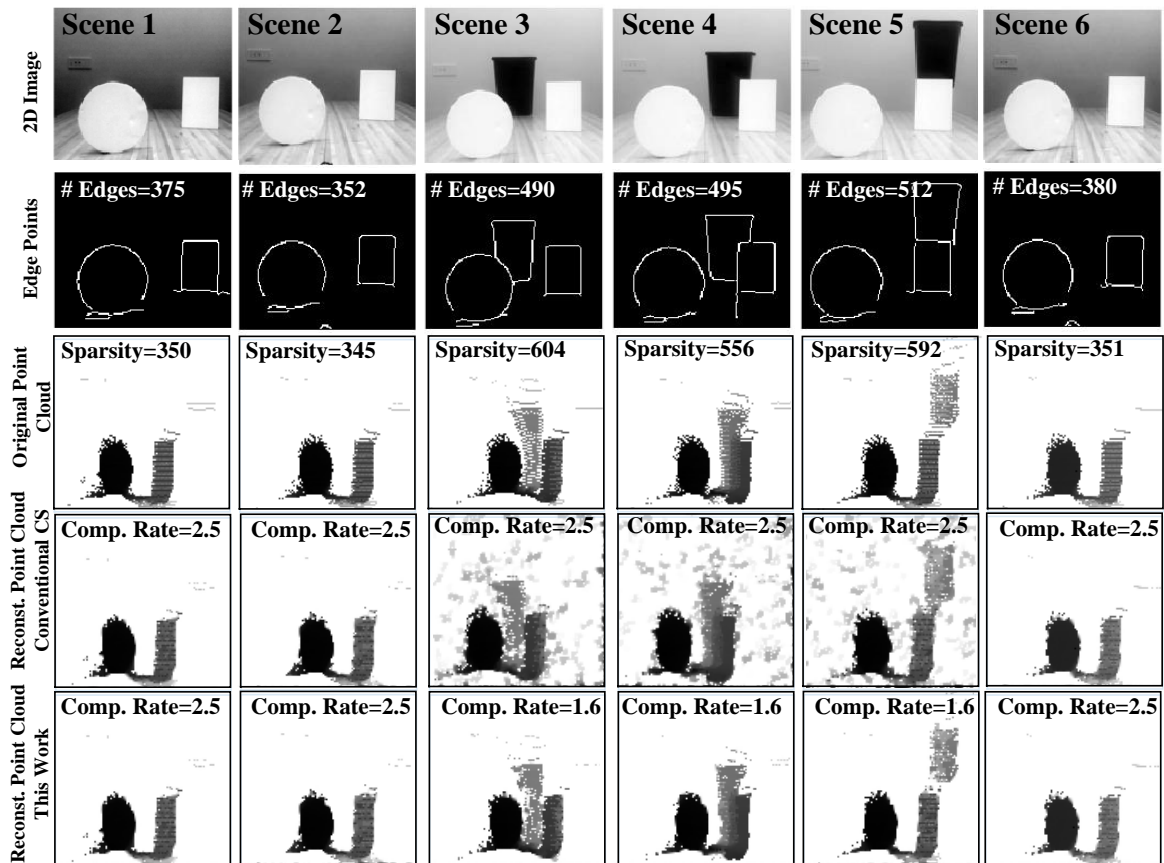 2D Image
Scene 1
Scene 2
Scene 3
Scene 4
Scene 5
Scene 6
Edge Points
# Edges=375
# Edges=352
# Edges=490
# Edges=495
# Edges=512
# Edges=380
Original Point
Cloud
Sparsity=350
Sparsity=345
Sparsity=604
Sparsity=556
Sparsity=592
Sparsity=351
Reconst. Point Cloud
Conventional CS
Comp. Rate=2.5
Comp. Rate=2.5
Comp. Rate=2.5
Comp. Rate=2.5
Comp. Rate=2.5
Comp. Rate=2.5
Reconst. Point Cloud
This Work
Comp. Rate=2.5
Comp. Rate=2.5
Comp. Rate=1.6
Comp. Rate=1.6
Comp. Rate=1.6
Comp. Rate=2.5